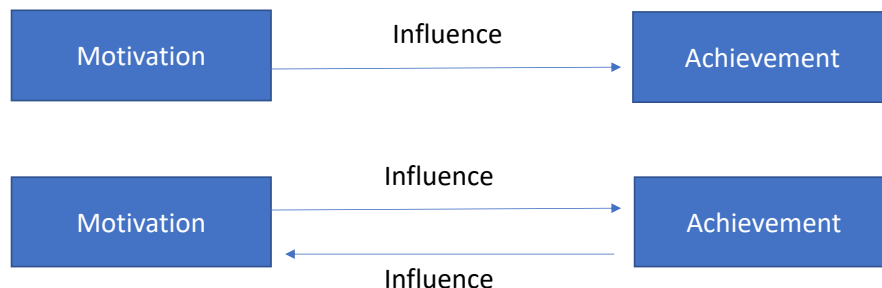 Influence
Motivation
Achievement
Influence
Motivation
Achievement
Influence